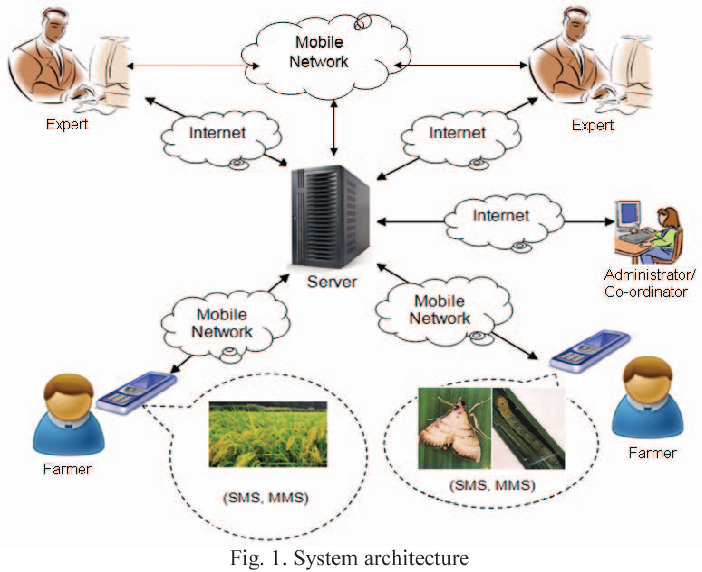 Mobile
Network
Expert
Internet
Internet
Expert
Internet
Server
Administrator/
Co-ordinator
Mobile
Network
Mobile
Network
Farmer
(SMS, MMS)
(SMS, MMS)
Farmer
Fig. 1. System architecture